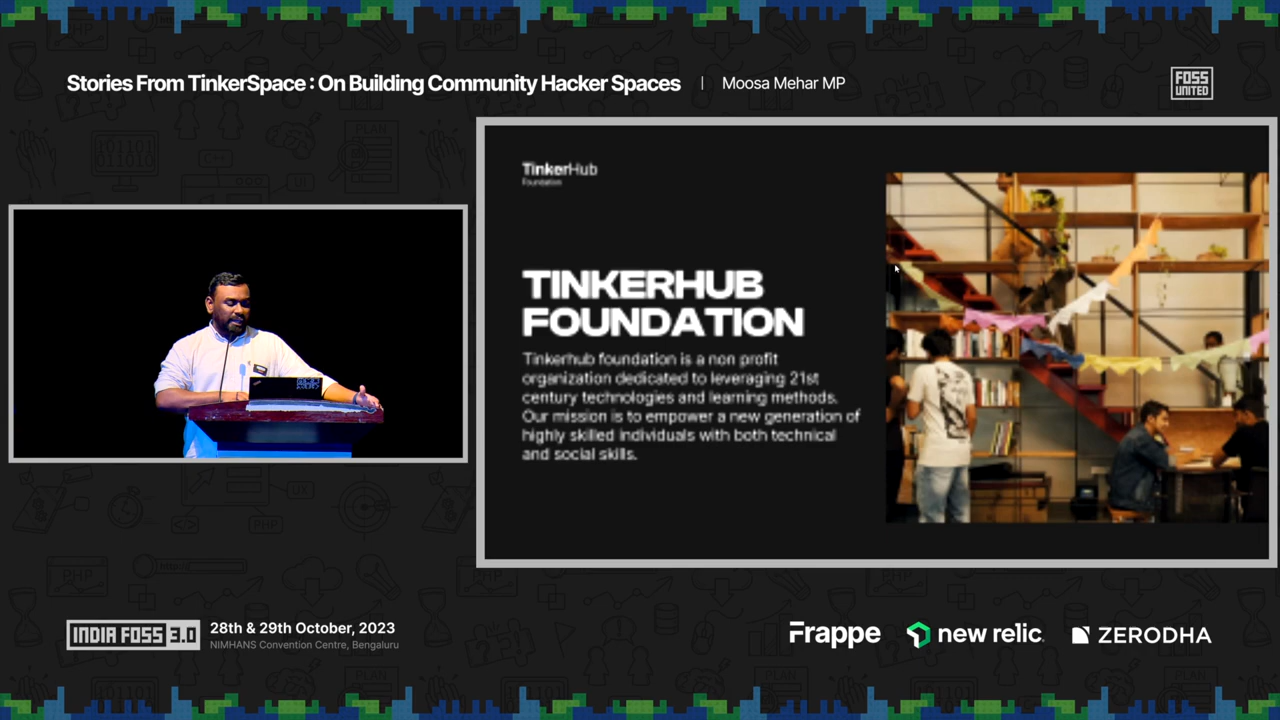 Stories From TinkerSpace : On Building Community Hacker Spaces | Moosa Mehar MP
FOSS
UNITED
TinkerHub
Foundation
TINKERHUB
FOUNDATION
Tinkerhub foundation is a non profit
organization dedicated to leveraging 21st
century technologies and learning methods.
Our mission is to empower a new generation of
highly skilled individuals with both technical
and social skills.
INDIA FOSS 3.0
28th & 29th October, 2023
NIMHANS Convention Centre, Bengaluru
Frappe
new relic
ZERODHA